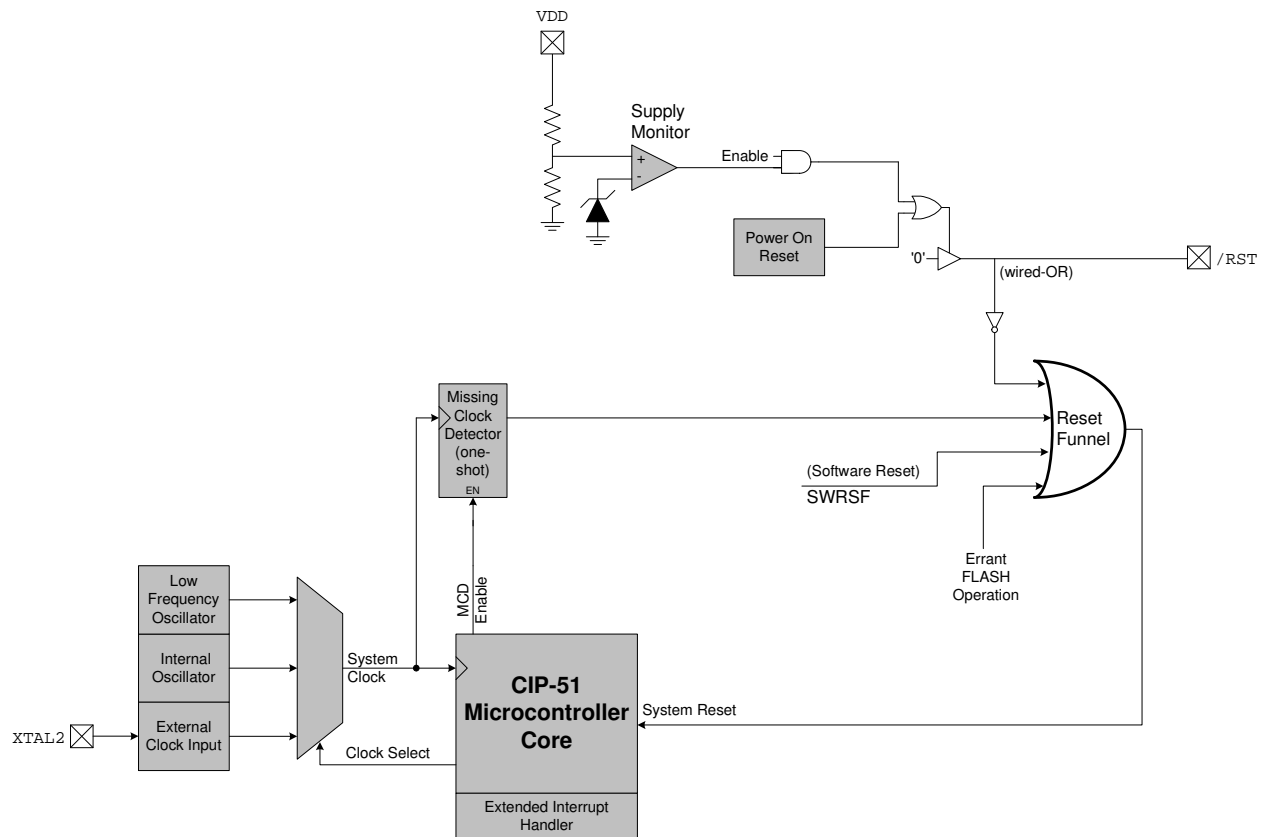 VDD
Supply
Monitor
+
-
Enable
Power On
Reset
'0'
(wired-OR)
/RST
Missing
Clock
Detector
(one-
shot)
EN
Reset
Funnel
(Software Reset)
SWRSF
Errant
FLASH
Operation
MCD
Enable
Low
Frequency
Oscillator
Internal
Oscillator
External
Clock Input
XTAL2
System
Clock
Clock Select
CIP-51
Microcontroller
Core
System Reset
Extended Interrupt
Handler